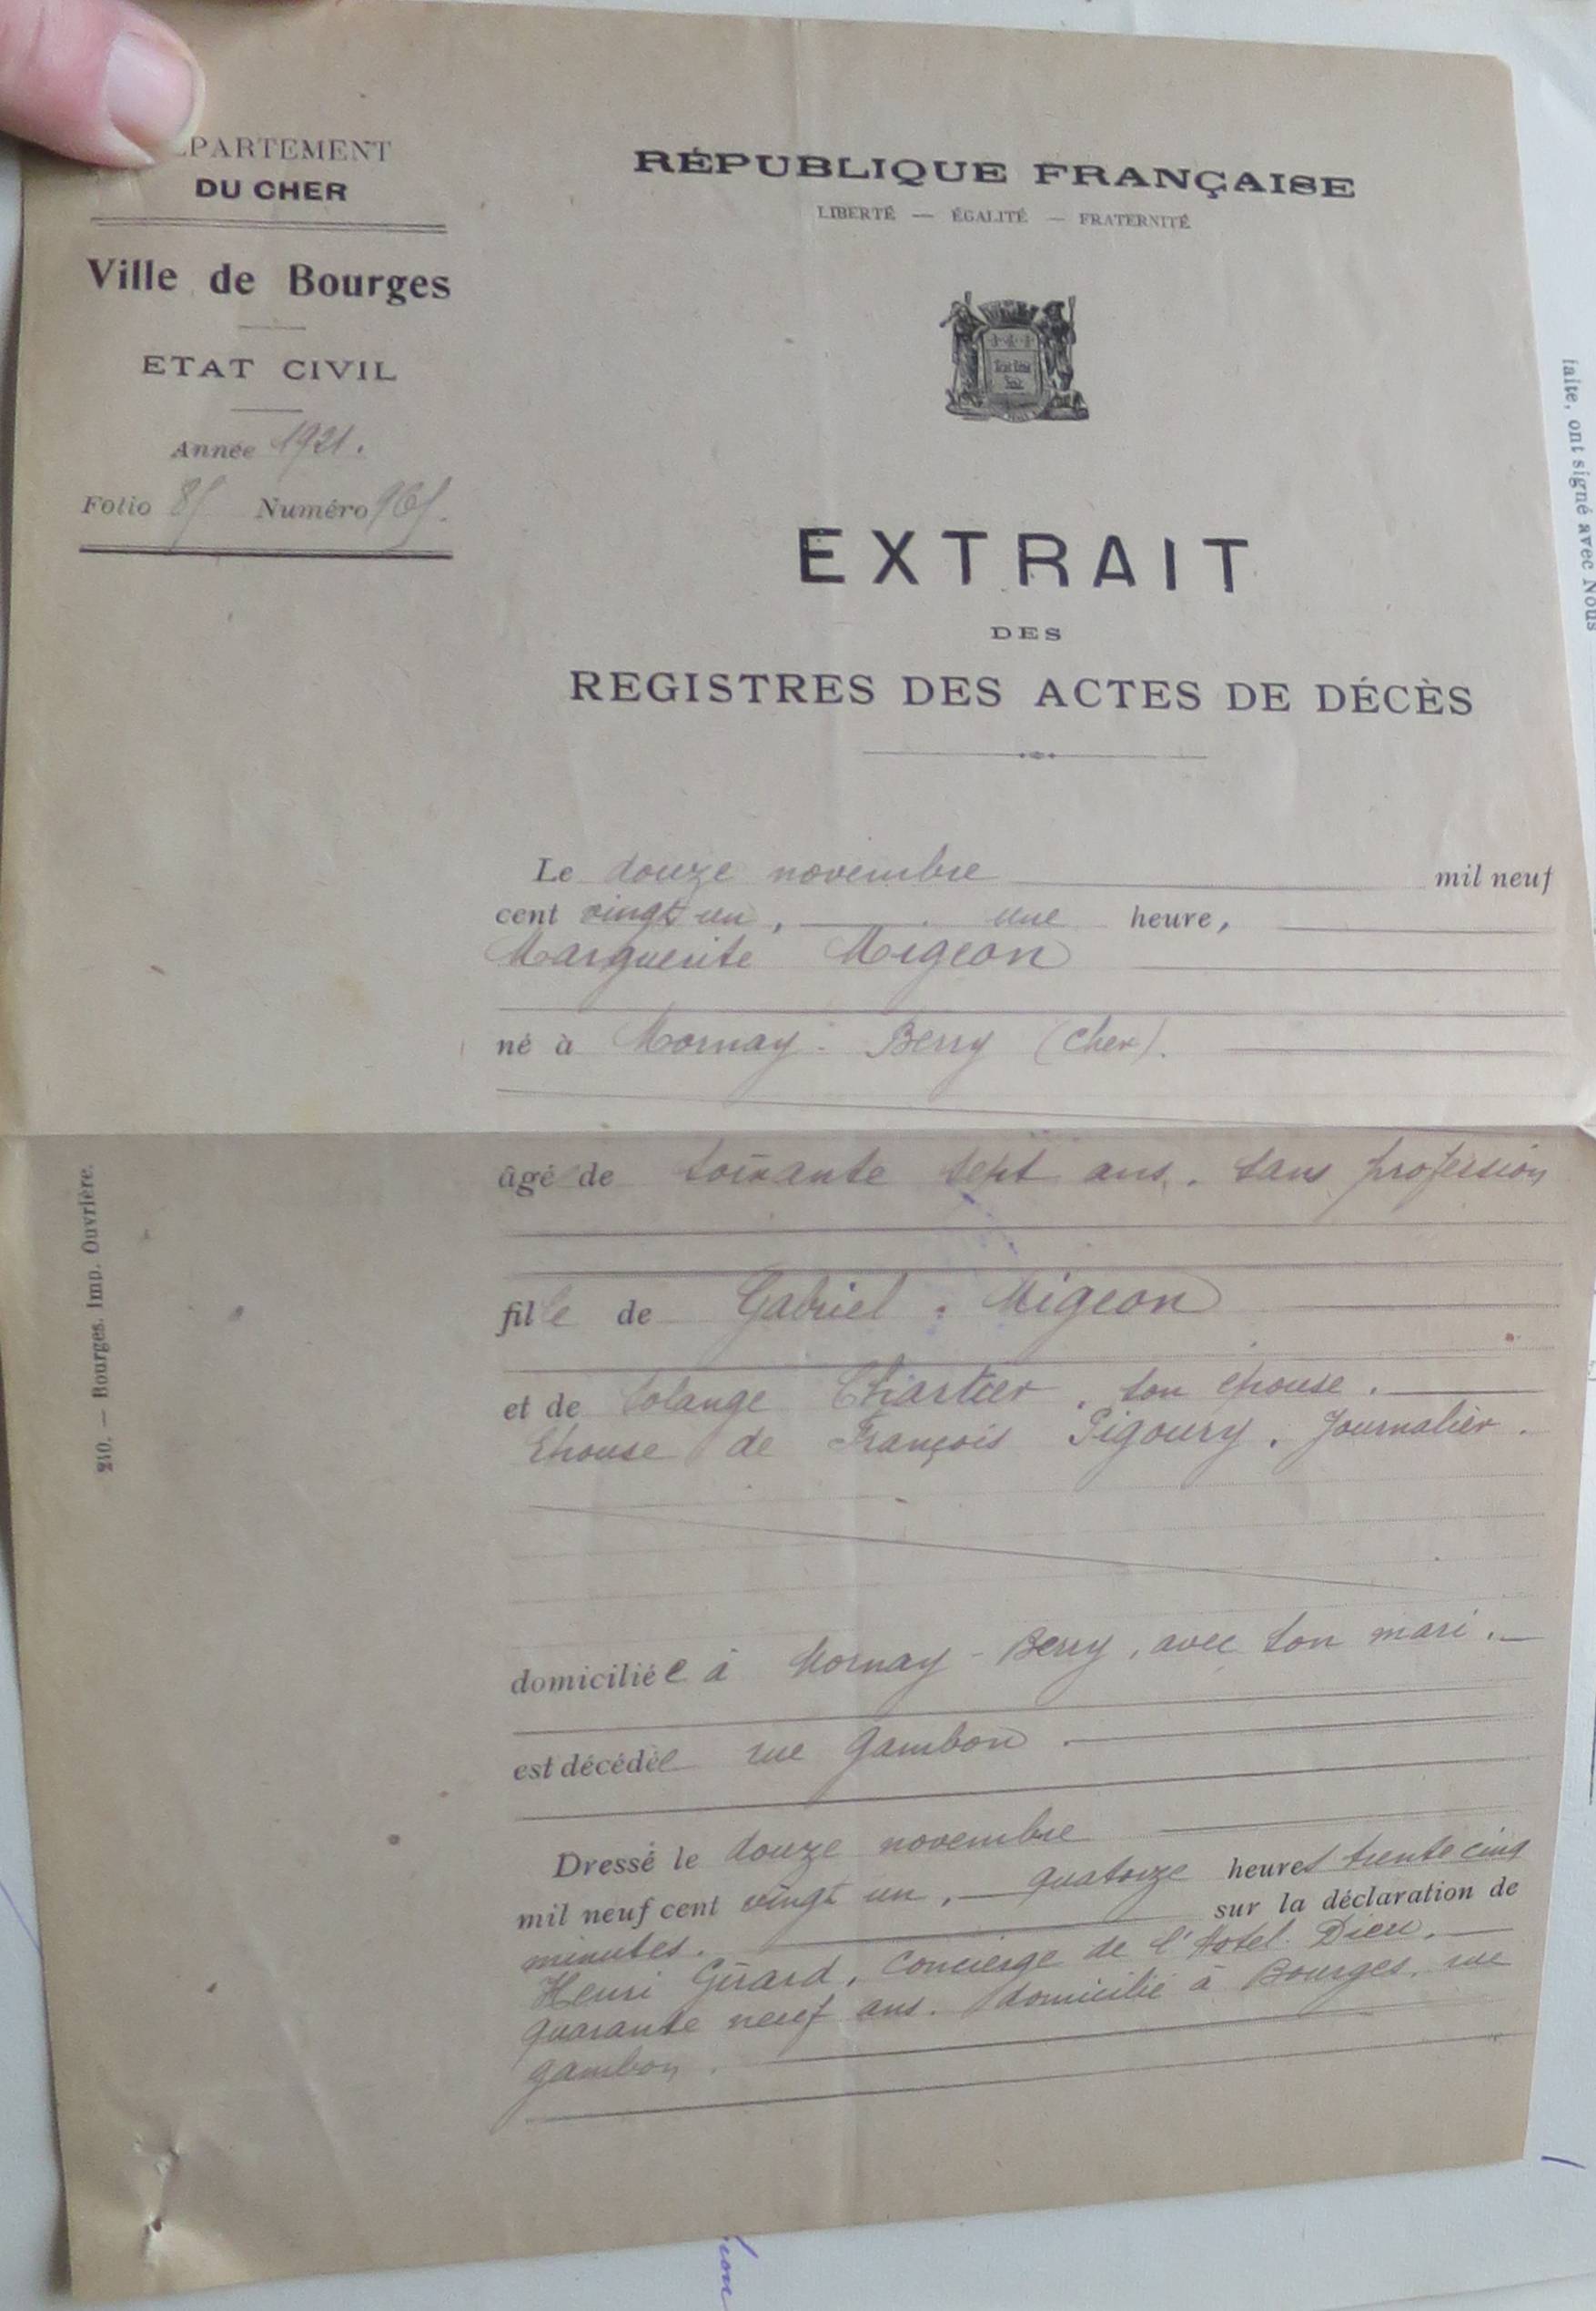 PARTEMENT
DU CHER
Ville de Bourges
ETAT CIVIL
Année 1921.
Folio 85 Numéro 965.
RÉPUBLIQUE FRANÇAISE
LIBERTÉ — ÉGALITÉ — FRATERNITÉ
EXTRAIT
DES
REGISTRES DES ACTES DE DÉCÈS
Le douze novembre mil neuf
cent vingt un, une heure,
Marguerite Migeon
né à Mornay-Berry (Cher).
âgée de soixante sept ans, sans profession
fille de Gabriel Migeon
et de Solange Chartier, son épouse.
Epouse de François Pigoury, Journalier.
domiciliée à Mornay-Berry, avec son mari.
est décédée rue Gambon.
Dressé le douze novembre
mil neuf cent vingt un, quatorze heures trente cinq
minutes. sur la déclaration de
Henri Girard, Concierge de l'Hotel-Dieu,
quarante neuf ans, domicilié à Bourges, rue
gambon.
240. — Bourges. Imp. Ouvrière.
faite, ont signé avec Nous